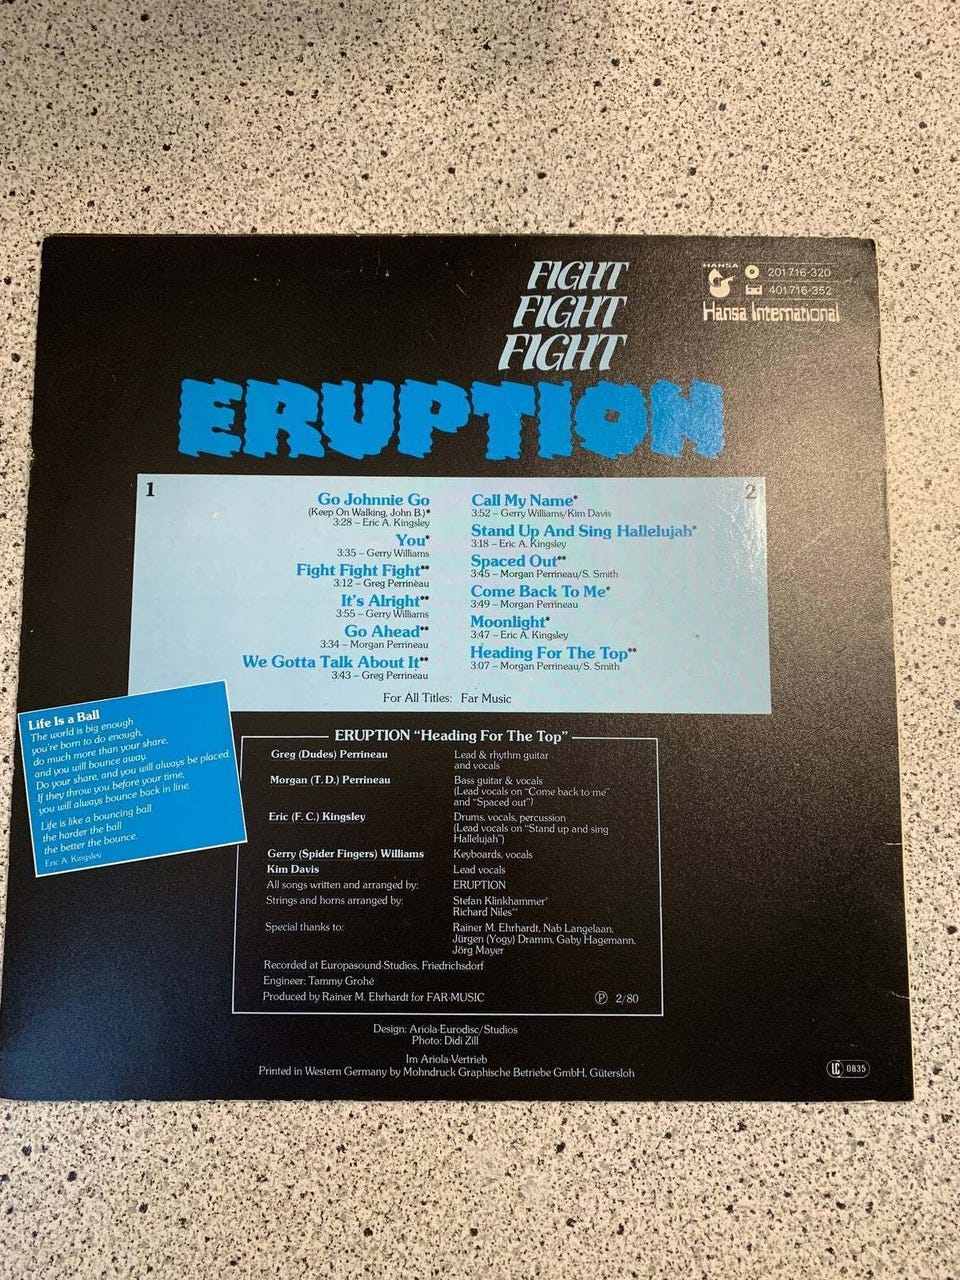 FIGHT
FIGHT
FIGHT
HANSA
201 716-320
401 716-352
Hansa International
ERUPTION
1
Go Johnnie Go
(Keep On Walking, John B.)*
3:28 – Eric A. Kingsley
You*
3:35 – Gerry Williams
Fight Fight Fight**
3:12 – Greg Perrineau
It's Alright**
3:55 – Gerry Williams
Go Ahead**
3:34 – Morgan Perrineau
We Gotta Talk About It**
3:43 – Greg Perrineau
2
Call My Name*
3:52 – Gerry Williams/Kim Davis
Stand Up And Sing Hallelujah*
3:18 – Eric A. Kingsley
Spaced Out**
3:45 – Morgan Perrineau/S. Smith
Come Back To Me*
3:49 – Morgan Perrineau
Moonlight*
3:47 – Eric A. Kingsley
Heading For The Top**
3:07 – Morgan Perrineau/S. Smith
For All Titles: Far Music
Life Is a Ball
The world is big enough
you're born to do enough,
do much more than your share,
and you will bounce away.
Do your share, and you will always be placed.
If they throw you before your time,
you will always bounce back in line.
Life is like a bouncing ball
the harder the ball
the better the bounce.
Eric A. Kingsley
ERUPTION "Heading For The Top"
Greg (Dudes) Perrineau Lead & rhythm guitar
and vocals
Morgan (T.D.) Perrineau Bass guitar & vocals
(Lead vocals on "Come back to me"
and "Spaced out")
Eric (F.C.) Kingsley Drums, vocals, percussion
(Lead vocals on "Stand up and sing
Hallelujah")
Gerry (Spider Fingers) Williams Keyboards, vocals
Kim Davis Lead vocals
All songs written and arranged by: ERUPTION
Strings and horns arranged by: Stefan Klinkhammer*
Richard Niles**
Special thanks to: Rainer M. Ehrhardt, Nab Langelaan,
Jürgen (Yogy) Dramm, Gaby Hagemann,
Jörg Mayer
Recorded at Europasound-Studios, Friedrichsdorf
Engineer: Tammy Grohé
Produced by Rainer M. Ehrhardt for FAR-MUSIC ℗ 2/80
Design: Ariola-Eurodisc/Studios
Photo: Didi Zill
Im Ariola-Vertrieb
Printed in Western Germany by Mohndruck Graphische Betriebe GmbH, Gütersloh
LC 0835